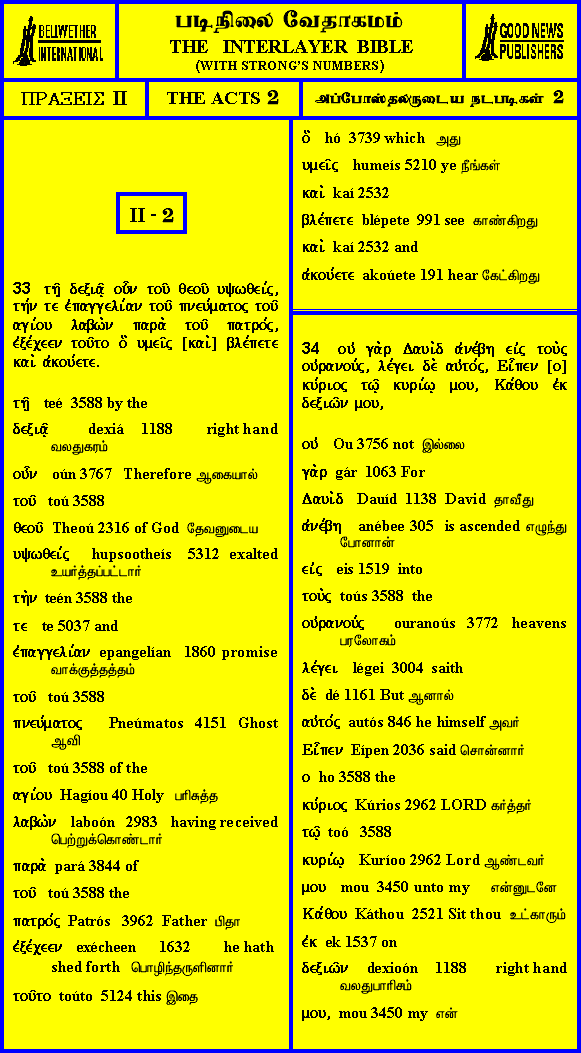 BELLWETHER
INTERNATIONAL
படிநிலை வேதாகமம்
THE INTERLAYER BIBLE
(WITH STRONG'S NUMBERS)
GOOD NEWS
PUBLISHERS
ΠΡΑΞΕΙΣ II
THE ACTS 2
அப்போஸ்தலருடைய நடபடிகள் 2
II - 2
33 τῇ δεξιᾷ οὖν τοῦ θεοῦ υψωθείς,
τήν τε ἐπαγγελίαν τοῦ πνεύματος τοῦ
αγίου λαβὼν παρὰ τοῦ πατρός,
ἐξέχεεν τοῦτο ὃ υμεῖς [καὶ] βλέπετε
καὶ ἀκούετε.
τῇ teé 3588 by the
δεξιᾷ dexiá 1188 right hand
வலதுகரம்
οὖν oún 3767 Therefore ஆகையால்
τοῦ toú 3588
θεοῦ Theoú 2316 of God தேவனுடைய
υψωθείς hupsootheís 5312 exalted
உயர்த்தப்பட்டார்
τὴν teén 3588 the
τε te 5037 and
ἐπαγγελίαν epangelían 1860 promise
வாக்குத்தத்தம்
τοῦ toú 3588
πνεύματος Pneúmatos 4151 Ghost
ஆவி
τοῦ toú 3588 of the
αγίου Hagíou 40 Holy பரிசுத்த
λαβὼν laboón 2983 having received
பெற்றுக்கொண்டார்
παρὰ pará 3844 of
τοῦ toú 3588 the
πατρός Patrós 3962 Father பிதா
ἐξέχεεν exécheen 1632 he hath
shed forth பொழிந்தருளினார்
τοῦτο toúto 5124 this இதை
ὃ hó 3739 which அது
υμεῖς humeís 5210 ye நீங்கள்
καὶ kaí 2532
βλέπετε blépete 991 see காண்கிறது
καὶ kaí 2532 and
ἀκούετε akoúete 191 hear கேட்கிறது
34 οὐ γὰρ Δαυὶδ ἀνέβη εἰς τοὺς
οὐρανούς, λέγει δὲ αὐτός, Εἶπεν [ο]
κύριος τῷ κυρίῳ μου, Κάθου ἐκ
δεξιῶν μου,
οὐ Ou 3756 not இல்லை
γὰρ gár 1063 For
Δαυὶδ Dauíd 1138 David தாவீது
ἀνέβη anébee 305 is ascended எழுந்து
போனான்
εἰς eis 1519 into
τοὺς toús 3588 the
οὐρανούς ouranoús 3772 heavens
பரலோகம்
λέγει légei 3004 saith
δὲ dé 1161 But ஆனால்
αὐτός autós 846 he himself அவர்
Εἶπεν Eípen 2036 said சொன்னார்
ο ho 3588 the
κύριος Kúrios 2962 LORD கர்த்தர்
τῷ toó 3588
κυρίῳ Kuríoo 2962 Lord ஆண்டவர்
μου mou 3450 unto my என்னுடனே
Κάθου Káthou 2521 Sit thou உட்காரும்
ἐκ ek 1537 on
δεξιῶν dexioón 1188 right hand
வலதுபாரிசம்
μου, mou 3450 my என்